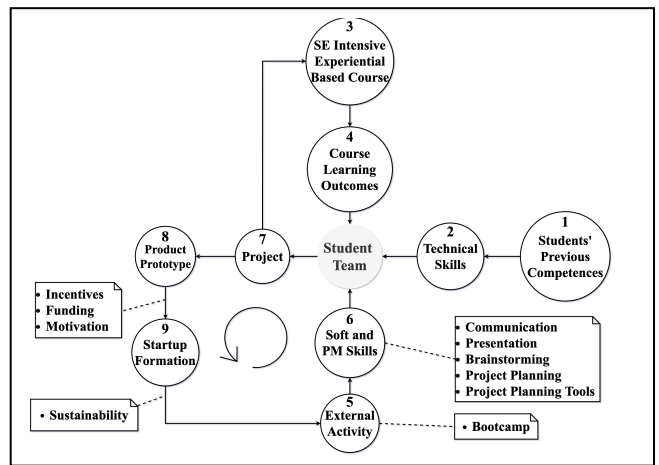 3
SE Intensive
Experiential
Based Course
4
Course
Learning
Outcomes
8
Product
Prototype
7
Project
Student
Team
2
Technical
Skills
1
Students'
Previous
Competences
• Incentives
• Funding
• Motivation
9
Startup
Formation
6
Soft and
PM Skills
• Communication
• Presentation
• Brainstorming
• Project Planning
• Project Planning Tools
• Sustainability
5
External
Activity
• Bootcamp